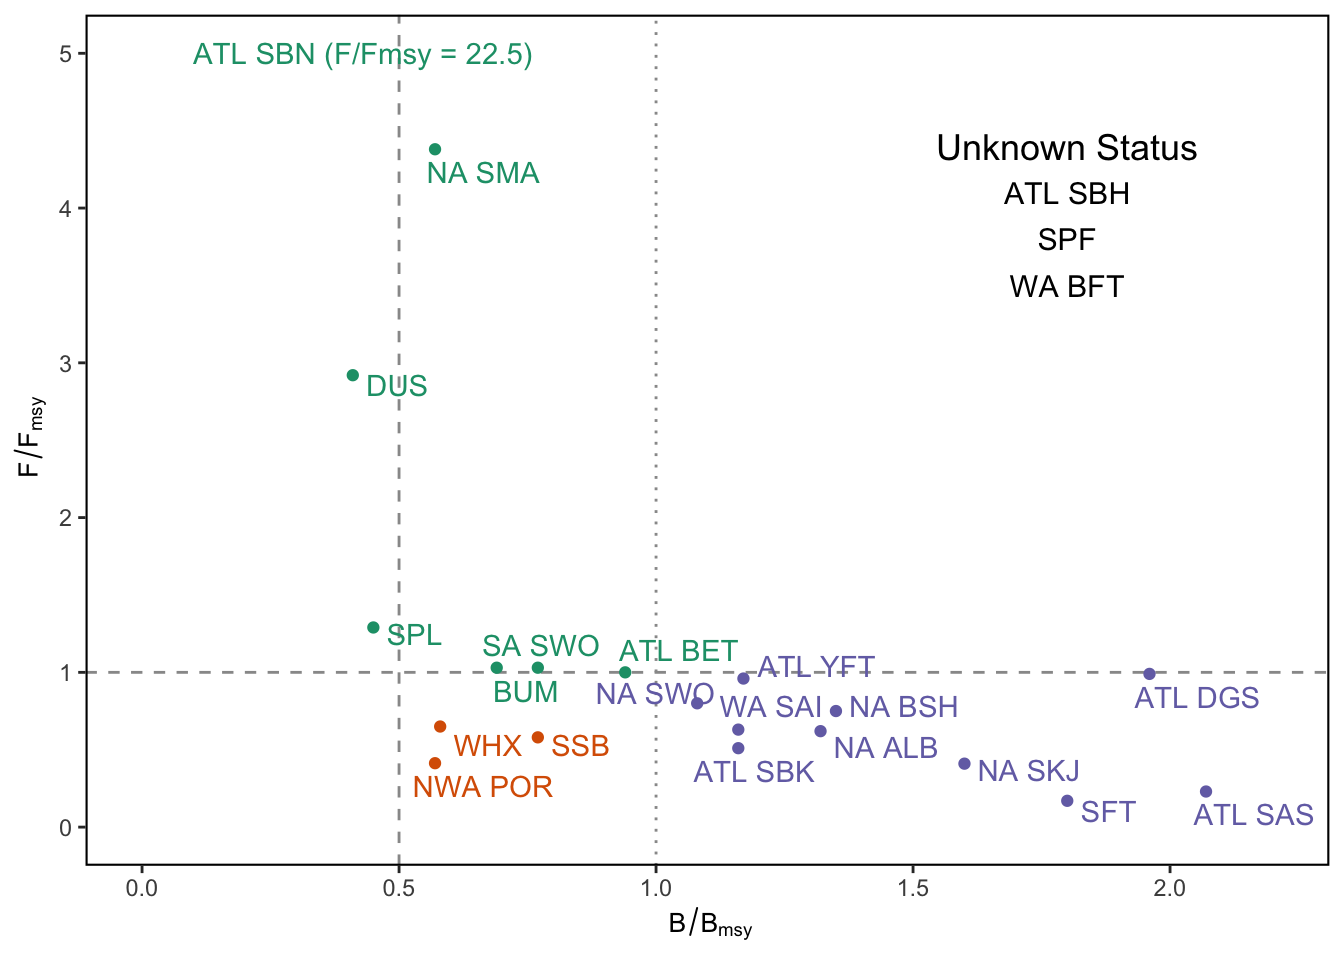 ATL SBN (F/Fmsy = 22.5)
NA SMA
Unknown Status
ATL SBH
SPF
WA BFT
DUS
SPL
SA SWO
ATL BET
ATL YFT
BUM
NA SWO
WA SAI
NA BSH
ATL DGS
WHX
SSB
NA ALB
NWA POR
ATL SBK
NA SKJ
SFT
ATL SAS
5
4
3
2
1
0
F/Fmsy
0.0
0.5
1.0
1.5
2.0
B/Bmsy